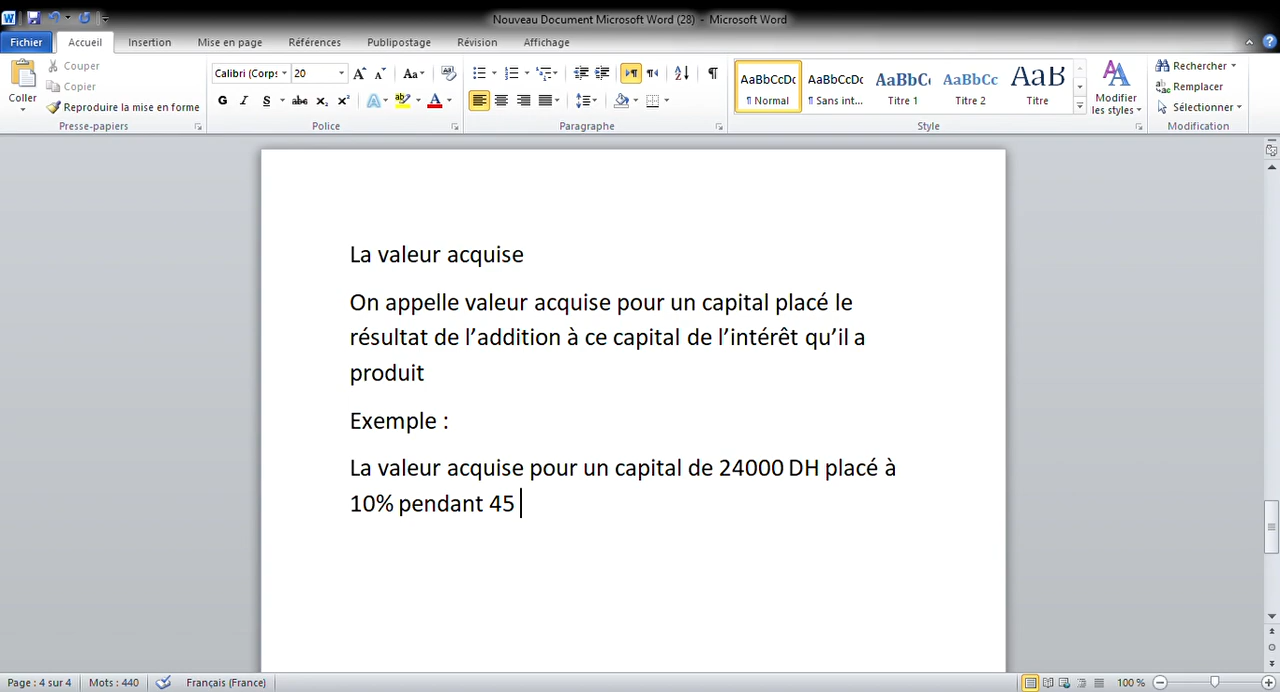 Nouveau Document Microsoft Word (28) - Microsoft Word
Fichier Accueil Insertion Mise en page Références Publipostage Révision Affichage
Coller
Couper
Copier
Reproduire la mise en forme
Presse-papiers
Calibri (Corps 20
G I S abc
Police
Paragraphe
AaBbCcDc AaBbCcDc AaBbC AaBbCc AaB
¶ Normal ¶ Sans int... Titre 1 Titre 2 Titre
Modifier les styles
Style
Rechercher
Remplacer
Sélectionner
Modification
La valeur acquise
On appelle valeur acquise pour un capital placé le
résultat de l’addition à ce capital de l’intérêt qu’il a
produit
Exemple :
La valeur acquise pour un capital de 24000 DH placé à
10% pendant 45
Page : 4 sur 4 Mots : 440 Français (France) 100 %